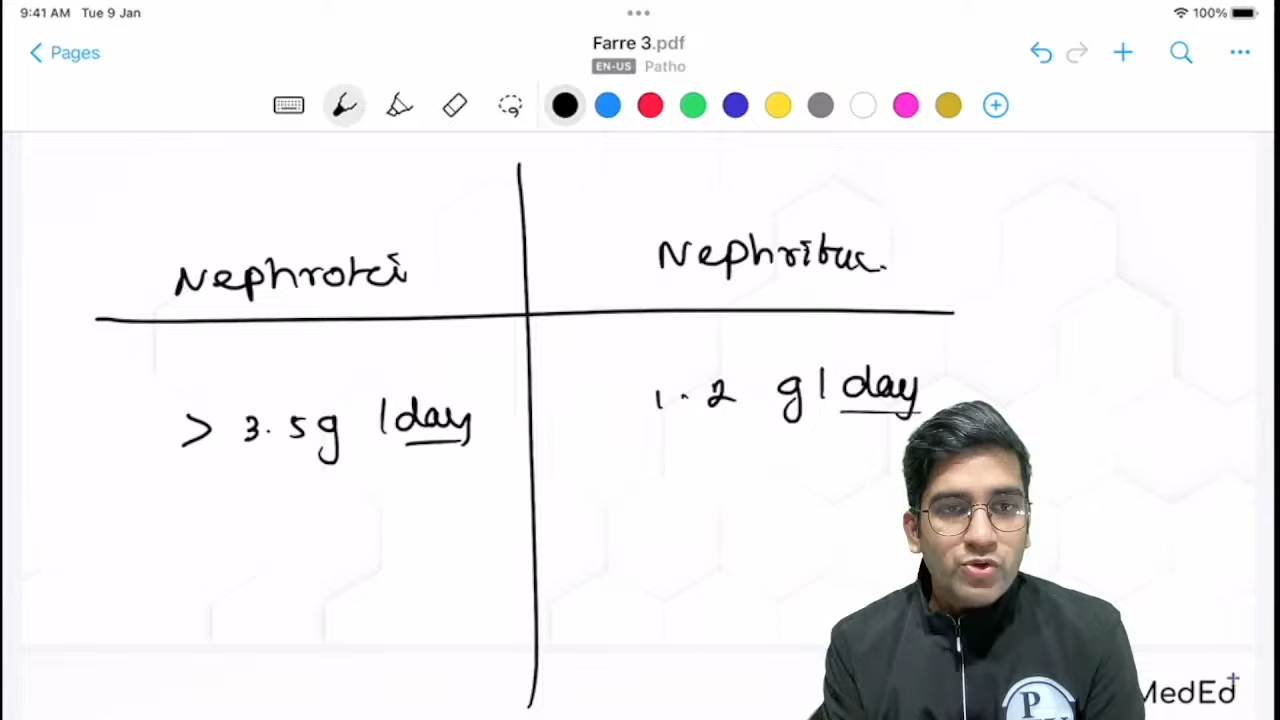 9:41 AM Tue 9 Jan
100%
Pages
Farre 3.pdf
EN-US Patho
Nephrotci
Nephrituc.
> 3.5g / day
1-2 g / day
MedEd
P